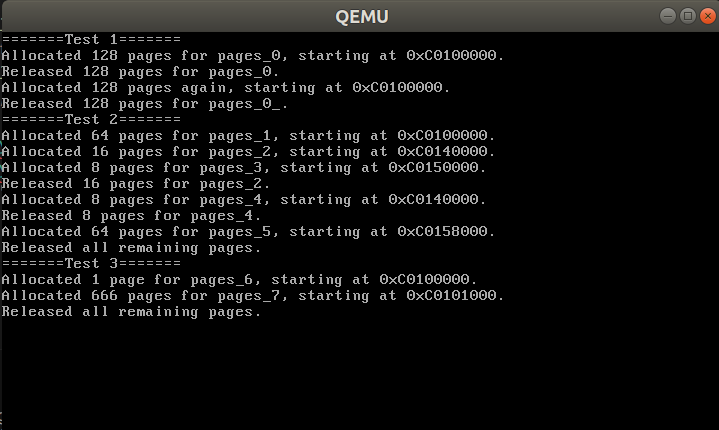 QEMU
=======Test 1=======
Allocated 128 pages for pages_0, starting at 0xC0100000.
Released 128 pages for pages_0.
Allocated 128 pages again, starting at 0xC0100000.
Released 128 pages for pages_0_.
=======Test 2=======
Allocated 64 pages for pages_1, starting at 0xC0100000.
Allocated 16 pages for pages_2, starting at 0xC0140000.
Allocated 8 pages for pages_3, starting at 0xC0150000.
Released 16 pages for pages_2.
Allocated 8 pages for pages_4, starting at 0xC0140000.
Released 8 pages for pages_4.
Allocated 64 pages for pages_5, starting at 0xC0158000.
Released all remaining pages.
=======Test 3=======
Allocated 1 page for pages_6, starting at 0xC0100000.
Allocated 666 pages for pages_7, starting at 0xC0101000.
Released all remaining pages.